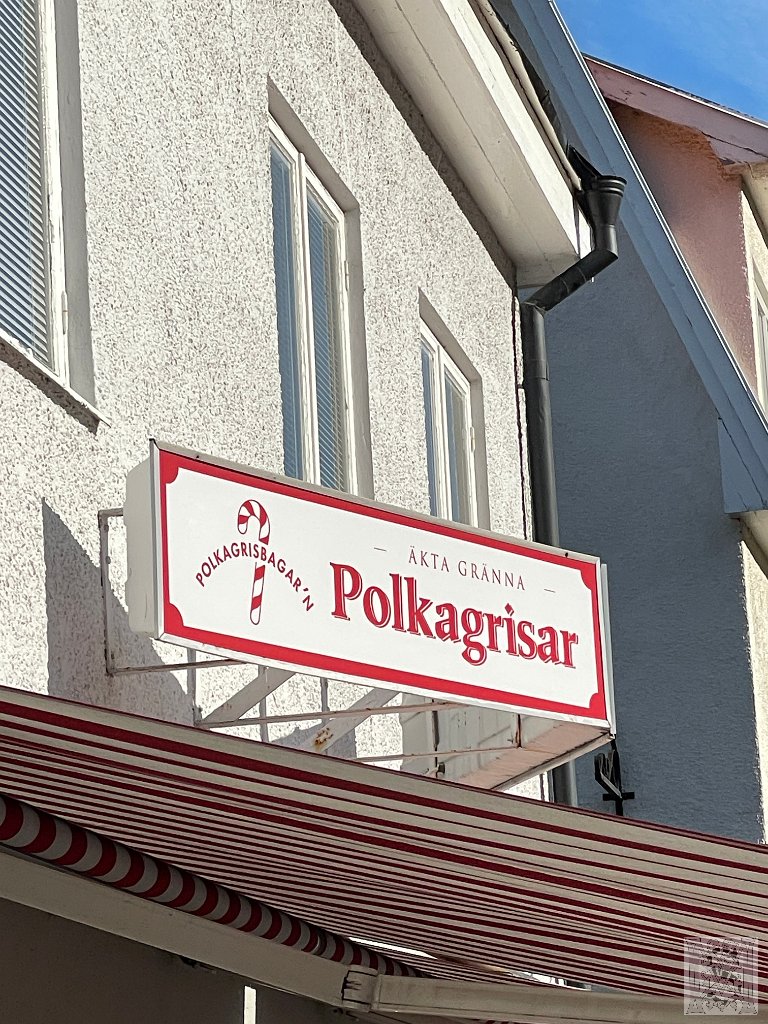 POLKAGRISBAGAR´N
— ÄKTA GRÄNNA —
Polkagrisar